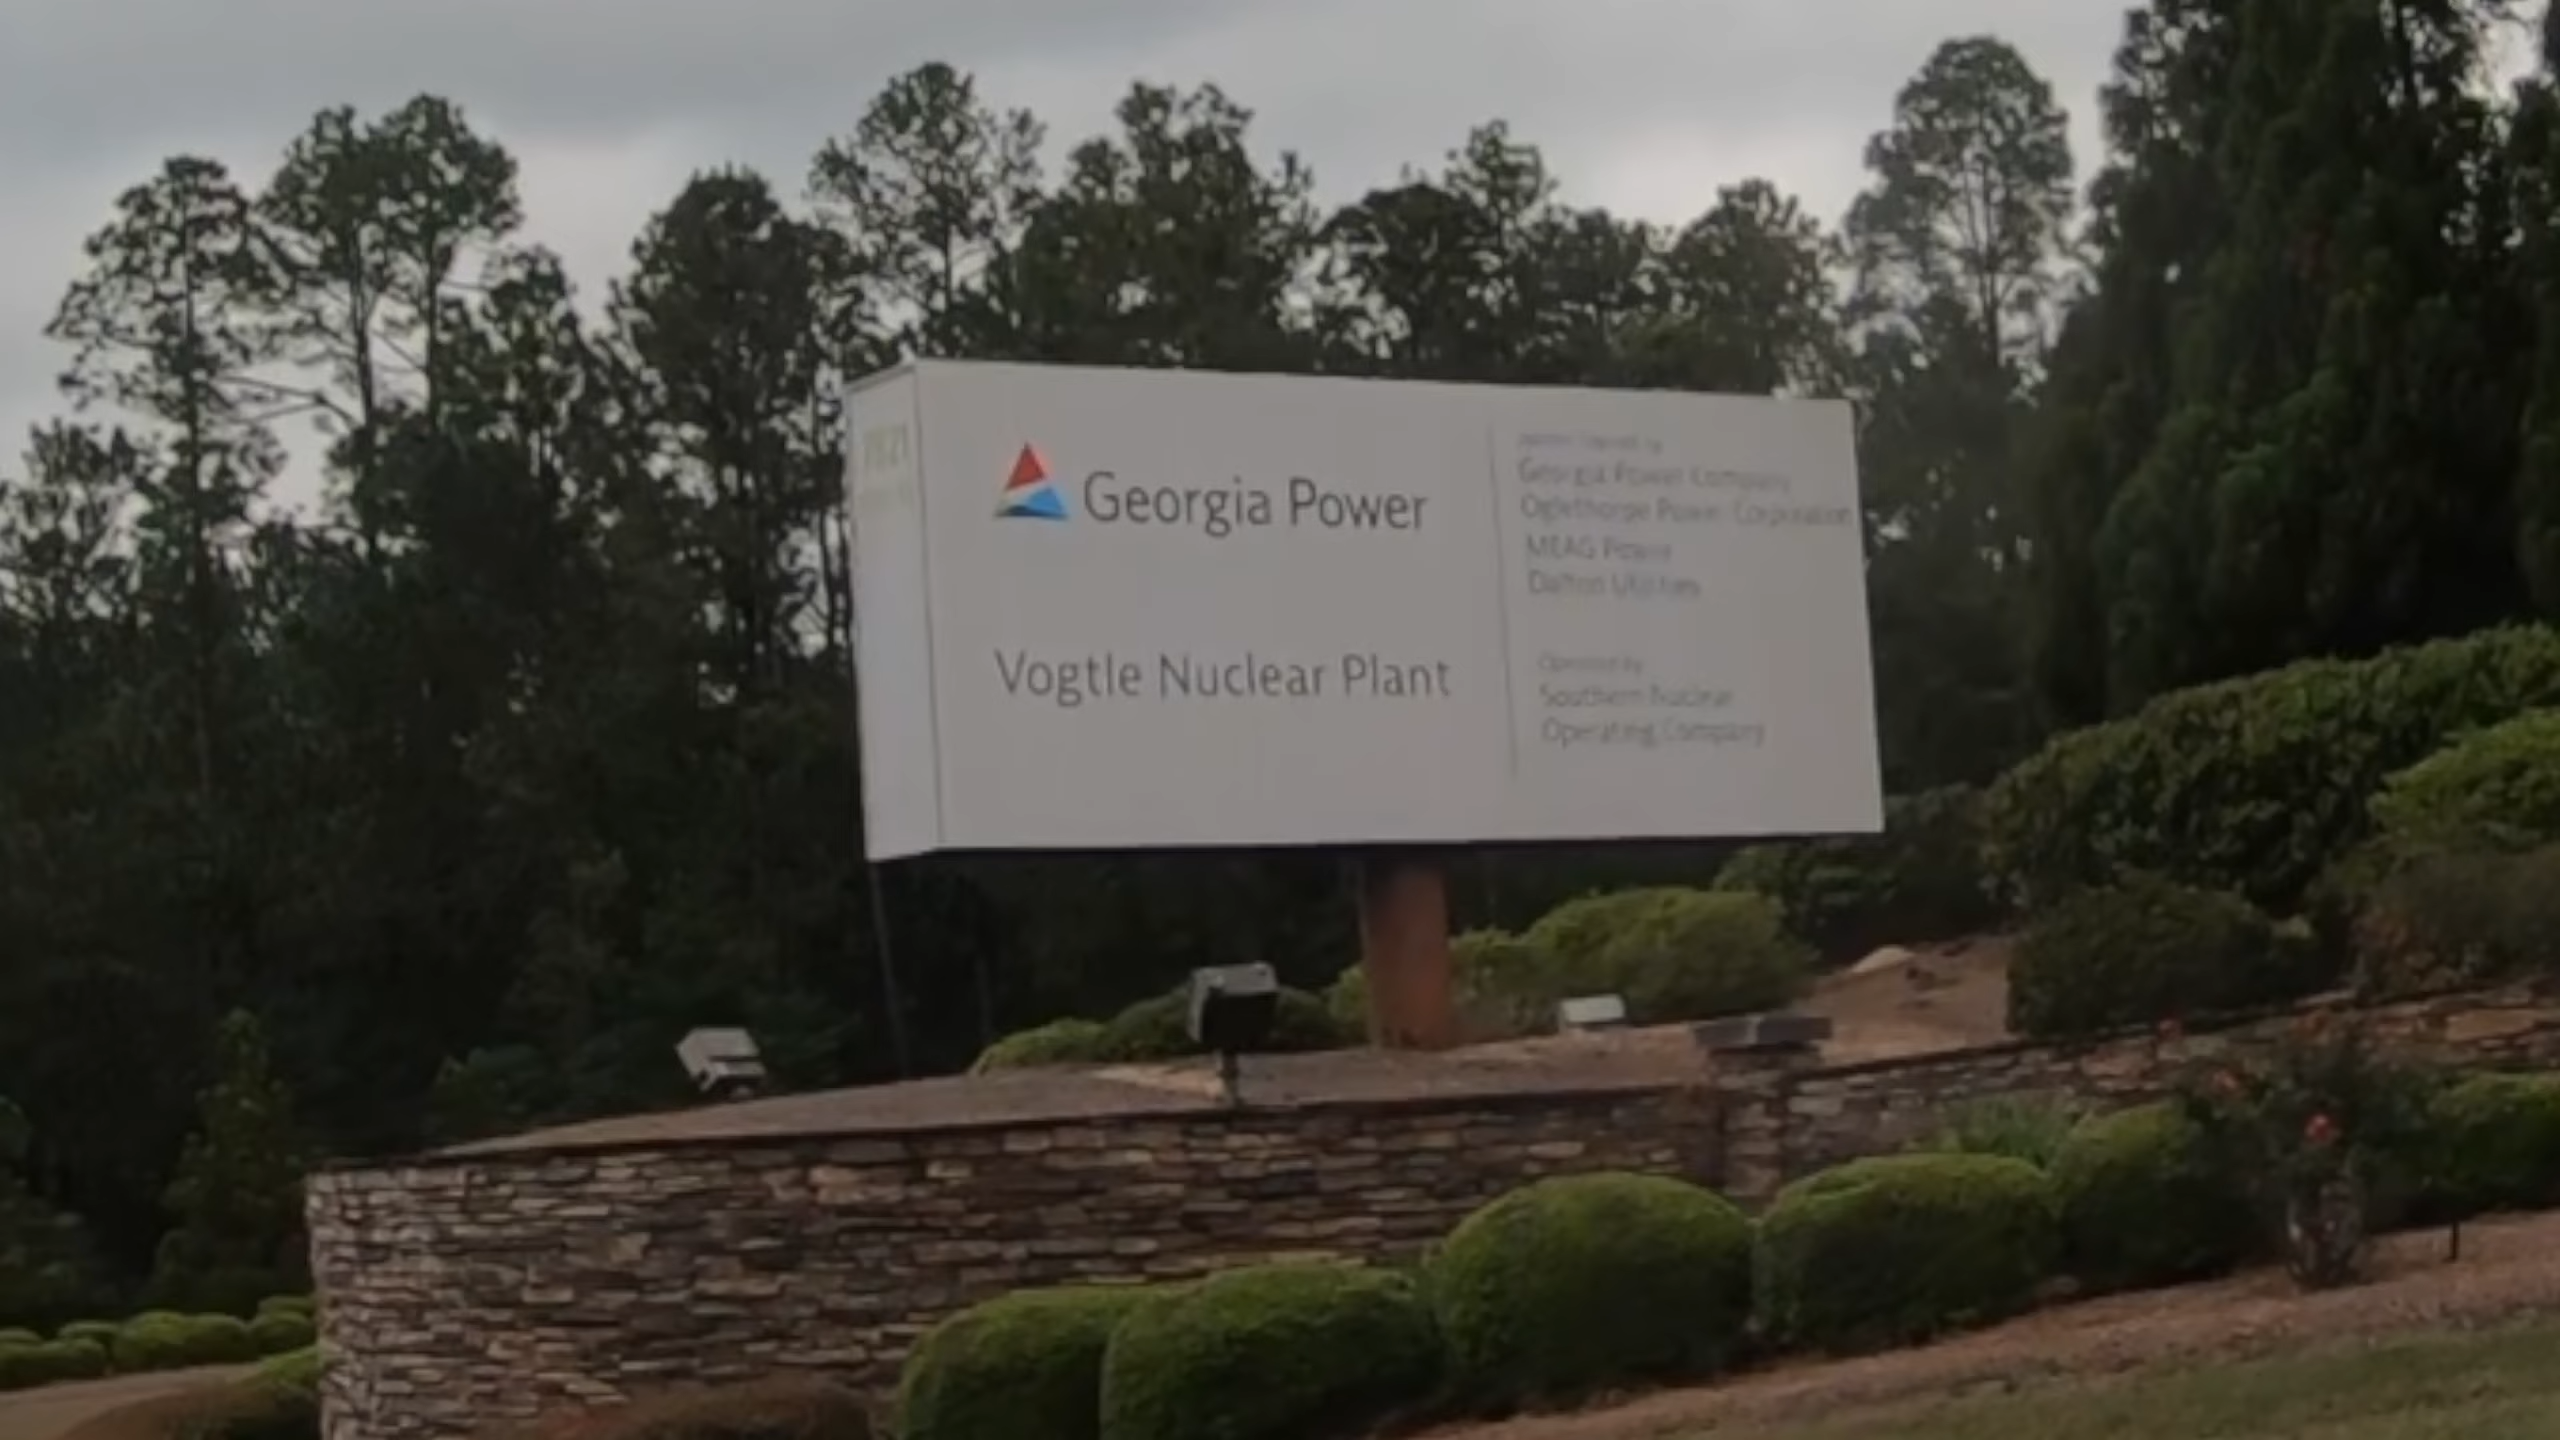 7821
Georgia Power
Vogtle Nuclear Plant
Georgia Power Company
Oglethorpe Power Corporation
MEAG Power
Dalton Utilities
Operated by
Southern Nuclear
Operating Company